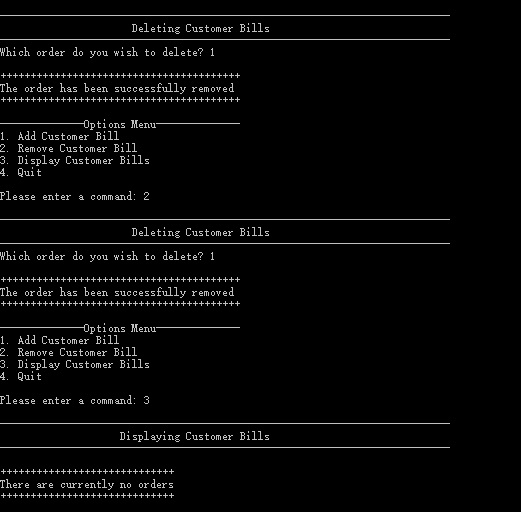 Deleting Customer Bills
Which order do you wish to delete? 1
++++++++++++++++++++++++++++++++++++++++
The order has been successfully removed
++++++++++++++++++++++++++++++++++++++++
Options Menu
1. Add Customer Bill
2. Remove Customer Bill
3. Display Customer Bills
4. Quit
Please enter a command: 2
Deleting Customer Bills
Which order do you wish to delete? 1
++++++++++++++++++++++++++++++++++++++++
The order has been successfully removed
++++++++++++++++++++++++++++++++++++++++
Options Menu
1. Add Customer Bill
2. Remove Customer Bill
3. Display Customer Bills
4. Quit
Please enter a command: 3
Displaying Customer Bills
+++++++++++++++++++++++++++++
There are currently no orders
+++++++++++++++++++++++++++++